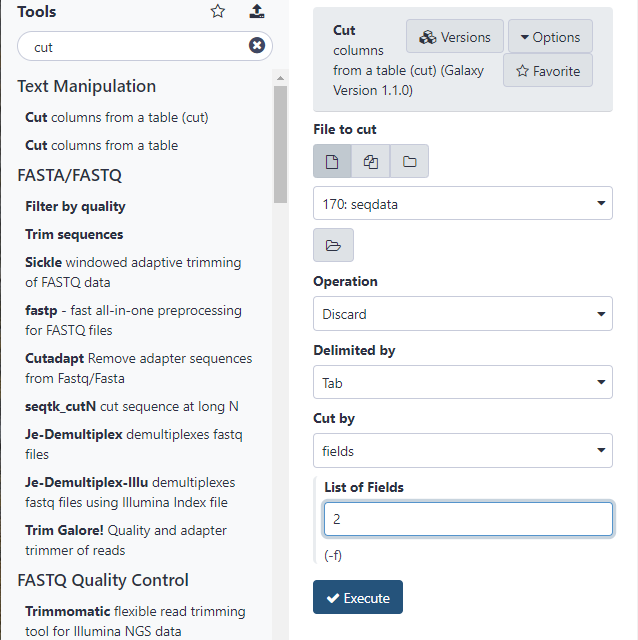 Tools
cut
Text Manipulation
Cut columns from a table (cut)
Cut columns from a table
FASTA/FASTQ
Filter by quality
Trim sequences
Sickle windowed adaptive trimming
of FASTQ data
fastp - fast all-in-one preprocessing
for FASTQ files
Cutadapt Remove adapter sequences
from Fastq/Fasta
seqtk_cutN cut sequence at long N
Je-Demultiplex demultiplexes fastq
files
Je-Demultiplex-Illu demultiplexes
fastq files using Illumina Index file
Trim Galore! Quality and adapter
trimmer of reads
FASTQ Quality Control
Trimmomatic flexible read trimming
tool for Illumina NGS data
Cut
columns
from a table (cut) (Galaxy
Version 1.1.0)
Versions
Options
Favorite
File to cut
170: seqdata
Operation
Discard
Delimited by
Tab
Cut by
fields
List of Fields
2
(-f)
Execute